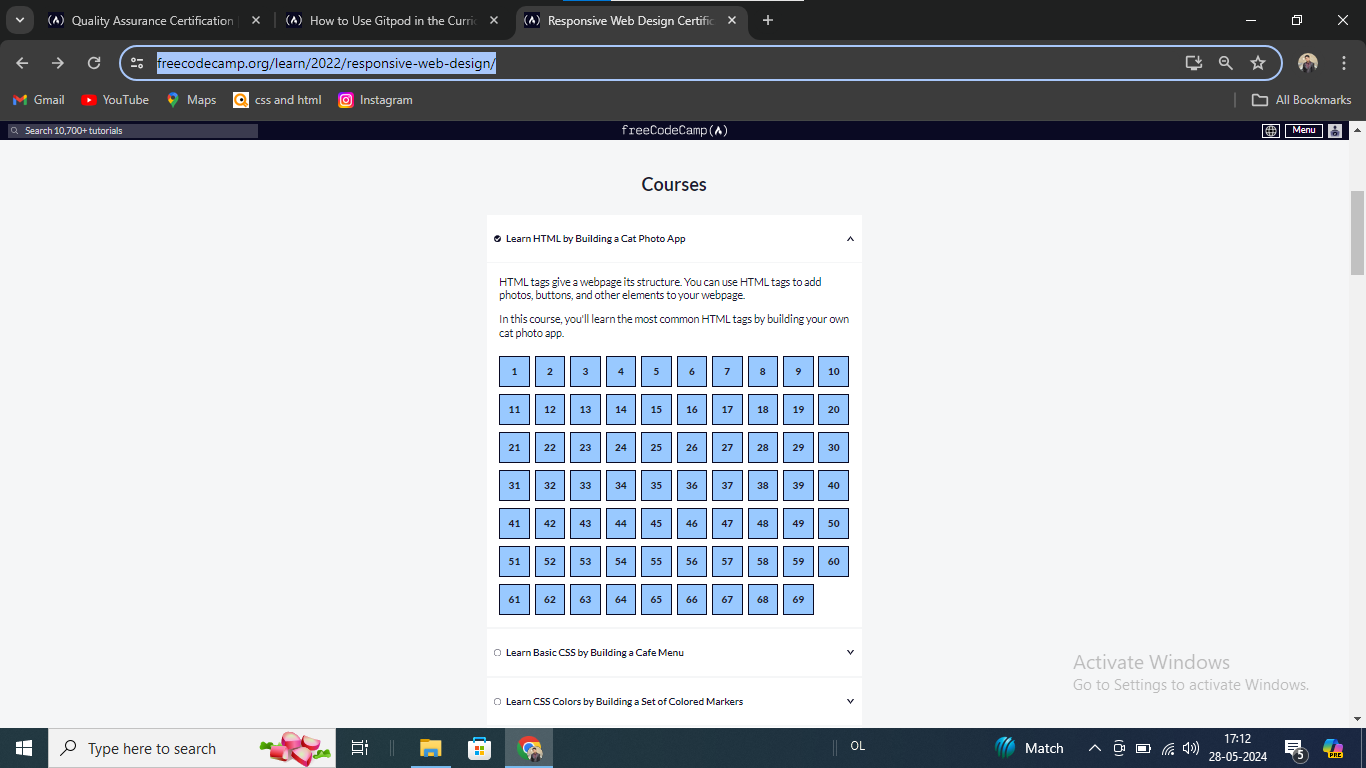 Quality Assurance Certification
How to Use Gitpod in the Curric
Responsive Web Design Certific
freecodecamp.org/learn/2022/responsive-web-design/
Gmail YouTube Maps css and html Instagram All Bookmarks
Search 10,700+ tutorials freeCodeCamp Menu
Courses
Learn HTML by Building a Cat Photo App
HTML tags give a webpage its structure. You can use HTML tags to add
photos, buttons, and other elements to your webpage.
In this course, you'll learn the most common HTML tags by building your own
cat photo app.
1 2 3 4 5 6 7 8 9 10
11 12 13 14 15 16 17 18 19 20
21 22 23 24 25 26 27 28 29 30
31 32 33 34 35 36 37 38 39 40
41 42 43 44 45 46 47 48 49 50
51 52 53 54 55 56 57 58 59 60
61 62 63 64 65 66 67 68 69
Learn Basic CSS by Building a Cafe Menu
Learn CSS Colors by Building a Set of Colored Markers
Activate Windows
Go to Settings to activate Windows.
Type here to search OL Match 17:12
28-05-2024 5 PRE